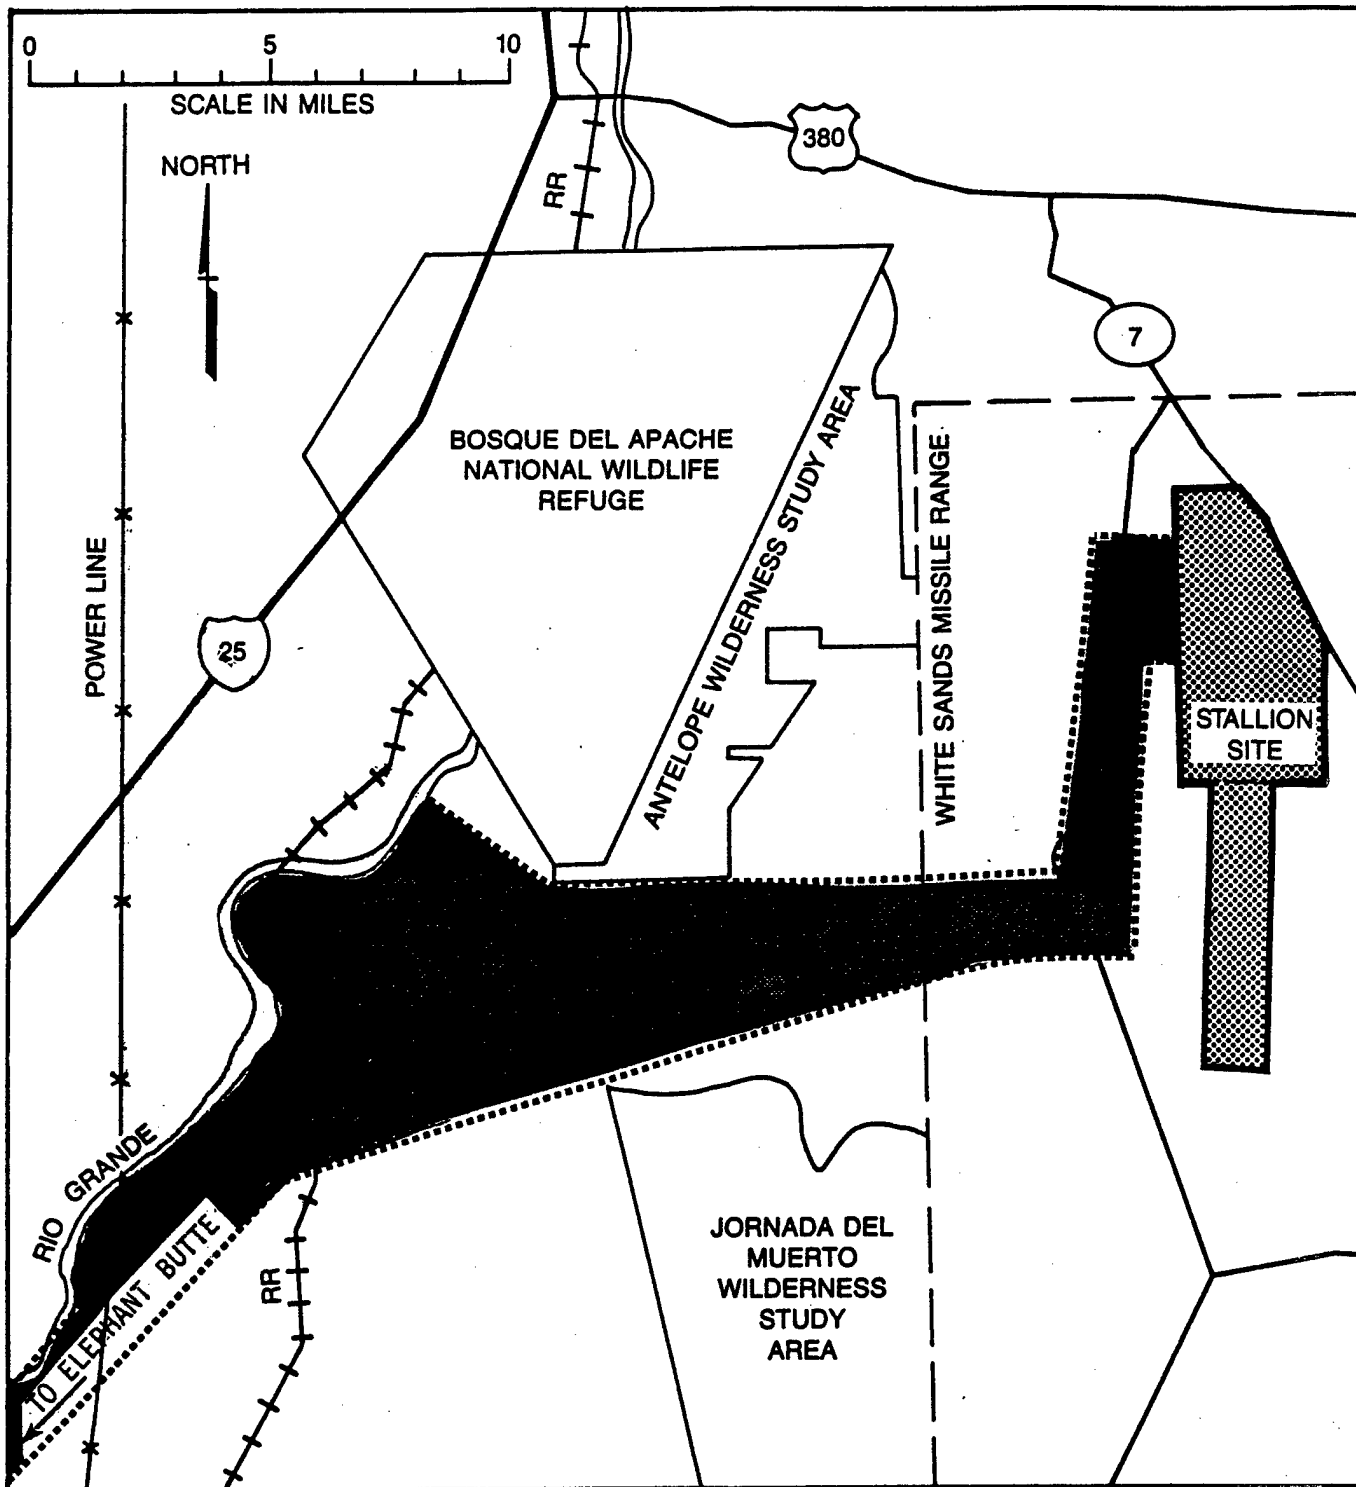 0 5 10
SCALE IN MILES
NORTH
380
RR
7
BOSQUE DEL APACHE
NATIONAL WILDLIFE
REFUGE
ANTELOPE WILDERNESS STUDY AREA
WHITE SANDS MISSILE RANGE
POWER LINE
25
STALLION
SITE
RIO GRANDE
TO ELEPHANT BUTTE
RR
JORNADA DEL
MUERTO
WILDERNESS
STUDY
AREA